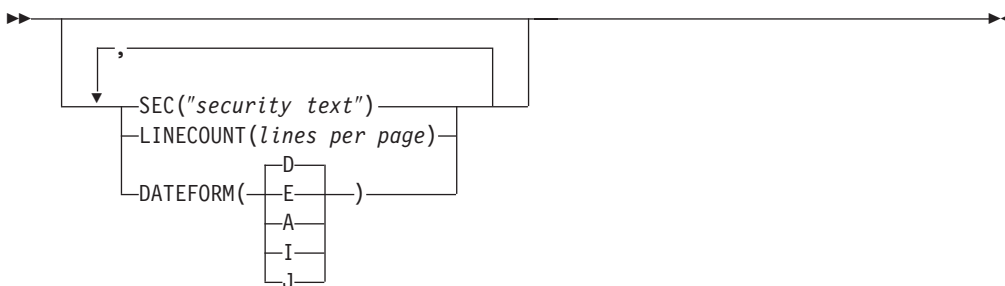 ,
SEC("security text")
LINECOUNT(lines per page)
D
DATEFORM( E )
A
I
J